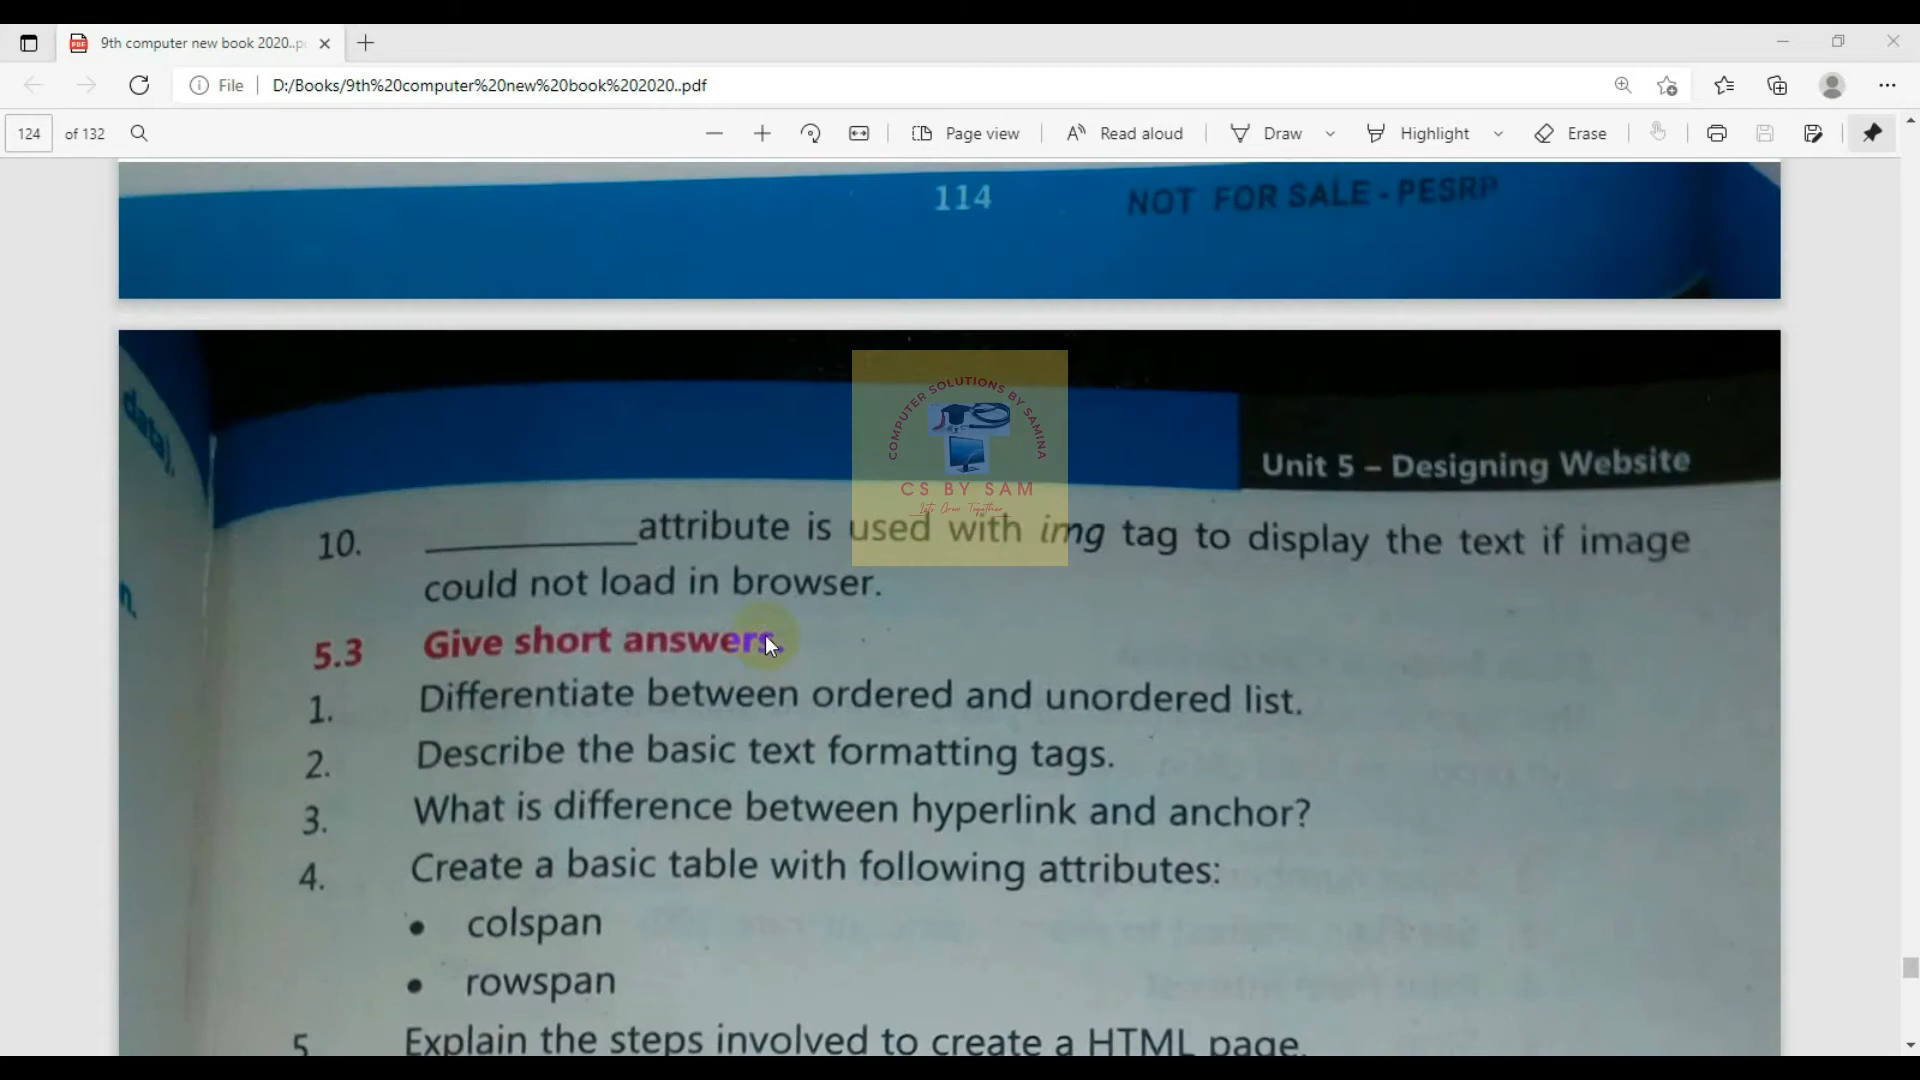 9th computer new book 2020..p
File
D:/Books/9th%20computer%20new%20book%202020..pdf
124 of 132
Page view
Read aloud
Draw
Highlight
Erase
114
NOT FOR SALE - PESRP
data).
n.
COMPUTER SOLUTIONS BY SAMINA
CS BY SAM
Lets Grow Together
Unit 5 – Designing Website
10. ____________attribute is used with img tag to display the text if image
could not load in browser.
5.3 Give short answers.
1. Differentiate between ordered and unordered list.
2. Describe the basic text formatting tags.
3. What is difference between hyperlink and anchor?
4. Create a basic table with following attributes:
• colspan
• rowspan
5 Explain the steps involved to create a HTML page.